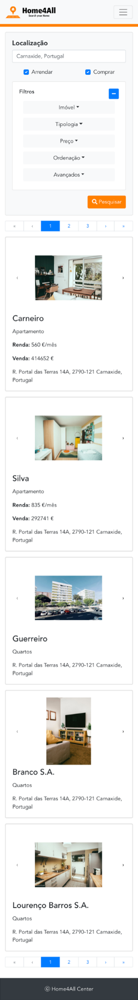 Home4All
Search your Home
Localização
Carnaxide, Portugal
Arrendar
Comprar
Filtros
Imóvel
Tipologia
Preço
Ordenação
Avançados
Pesquisar
« ‹ 1 2 3 › »
‹ ›
Carneiro
Apartamento
Renda: 560 €/mês
Venda: 414652 €
R. Portal das Terras 14A, 2790-121 Carnaxide,
Portugal
‹ ›
Silva
Apartamento
Renda: 835 €/mês
Venda: 292741 €
R. Portal das Terras 14A, 2790-121 Carnaxide,
Portugal
‹ ›
Guerreiro
Quartos
R. Portal das Terras 14A, 2790-121 Carnaxide,
Portugal
‹ ›
Branco S.A.
Quartos
R. Portal das Terras 14A, 2790-121 Carnaxide,
Portugal
‹ ›
Lourenço Barros S.A.
Quartos
R. Portal das Terras 14A, 2790-121 Carnaxide,
Portugal
« ‹ 1 2 3 › »
© Home4All Center